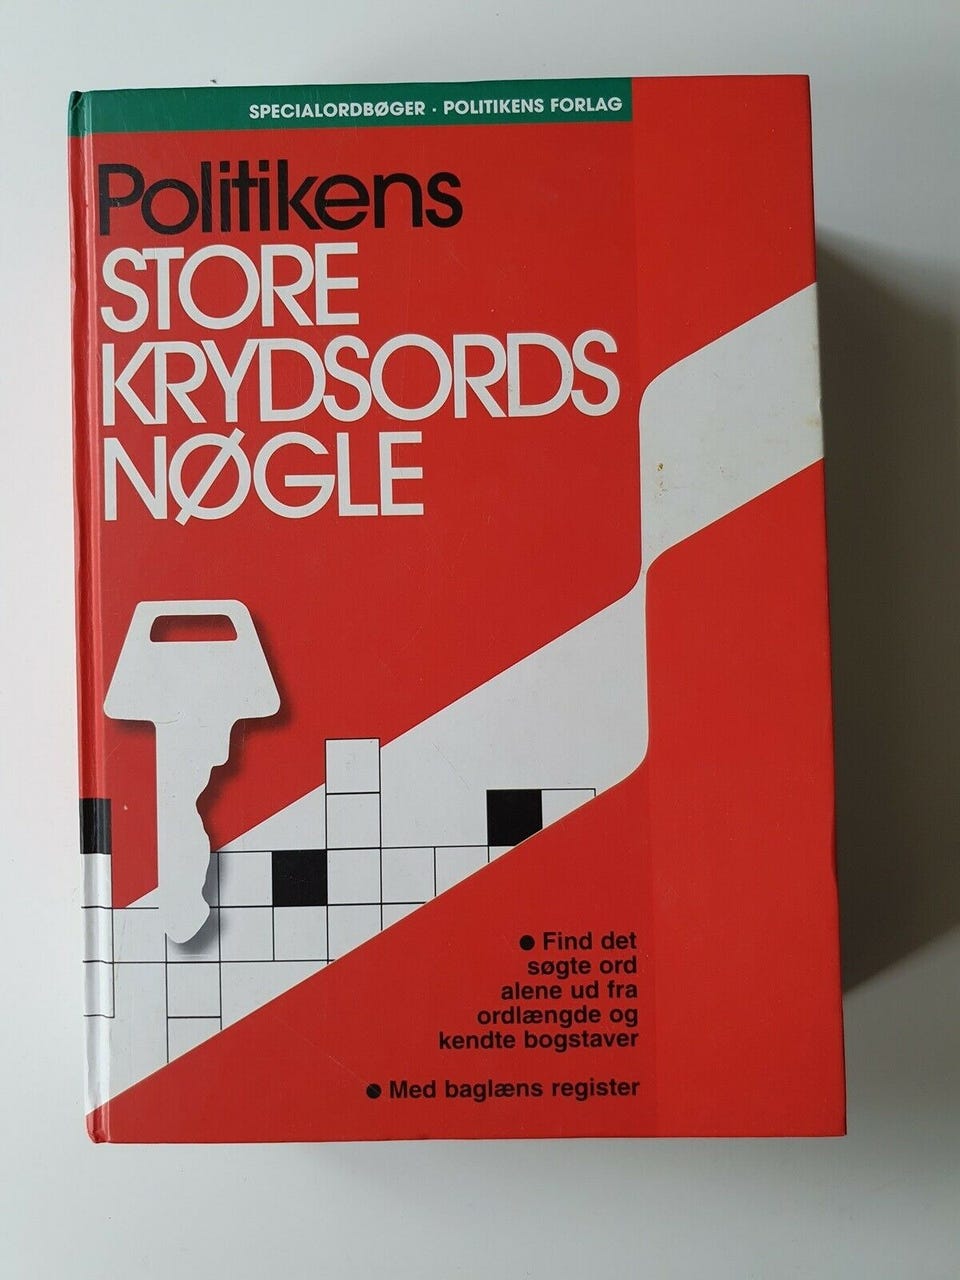 SPECIALORDBØGER · POLITIKENS FORLAG
Politikens
STORE
KRYDSORDS
NØGLE
● Find det
søgte ord
alene ud fra
ordlængde og
kendte bogstaver
● Med baglæns register